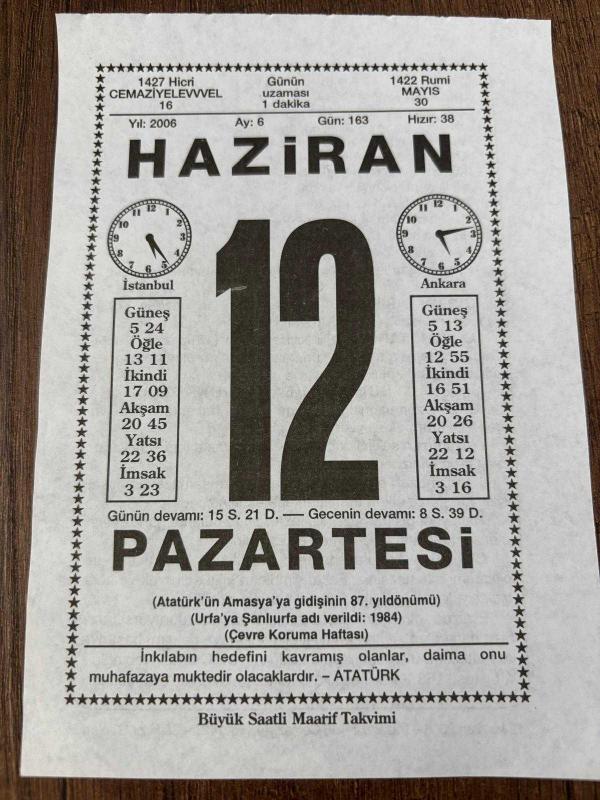 1427 Hicri
CEMAZİYELEVVVEL
16
Günün
uzaması
1 dakika
1422 Rumi
MAYIS
30
Yıl: 2006 Ay: 6 Gün: 163 Hızır: 38
HAZiRAN
12
İstanbul
Güneş
5 24
Öğle
13 11
İkindi
17 09
Akşam
20 45
Yatsı
22 36
İmsak
3 23
Ankara
Güneş
5 13
Öğle
12 55
İkindi
16 51
Akşam
20 26
Yatsı
22 12
İmsak
3 16
Günün devamı: 15 S. 21 D. — Gecenin devamı: 8 S. 39 D.
PAZARTESi
(Atatürk'ün Amasya'ya gidişinin 87. yıldönümü)
(Urfa'ya Şanlıurfa adı verildi: 1984)
(Çevre Koruma Haftası)
İnkılabın hedefini kavramış olanlar, daima onu
muhafazaya muktedir olacaklardır. – ATATÜRK
Büyük Saatli Maarif Takvimi